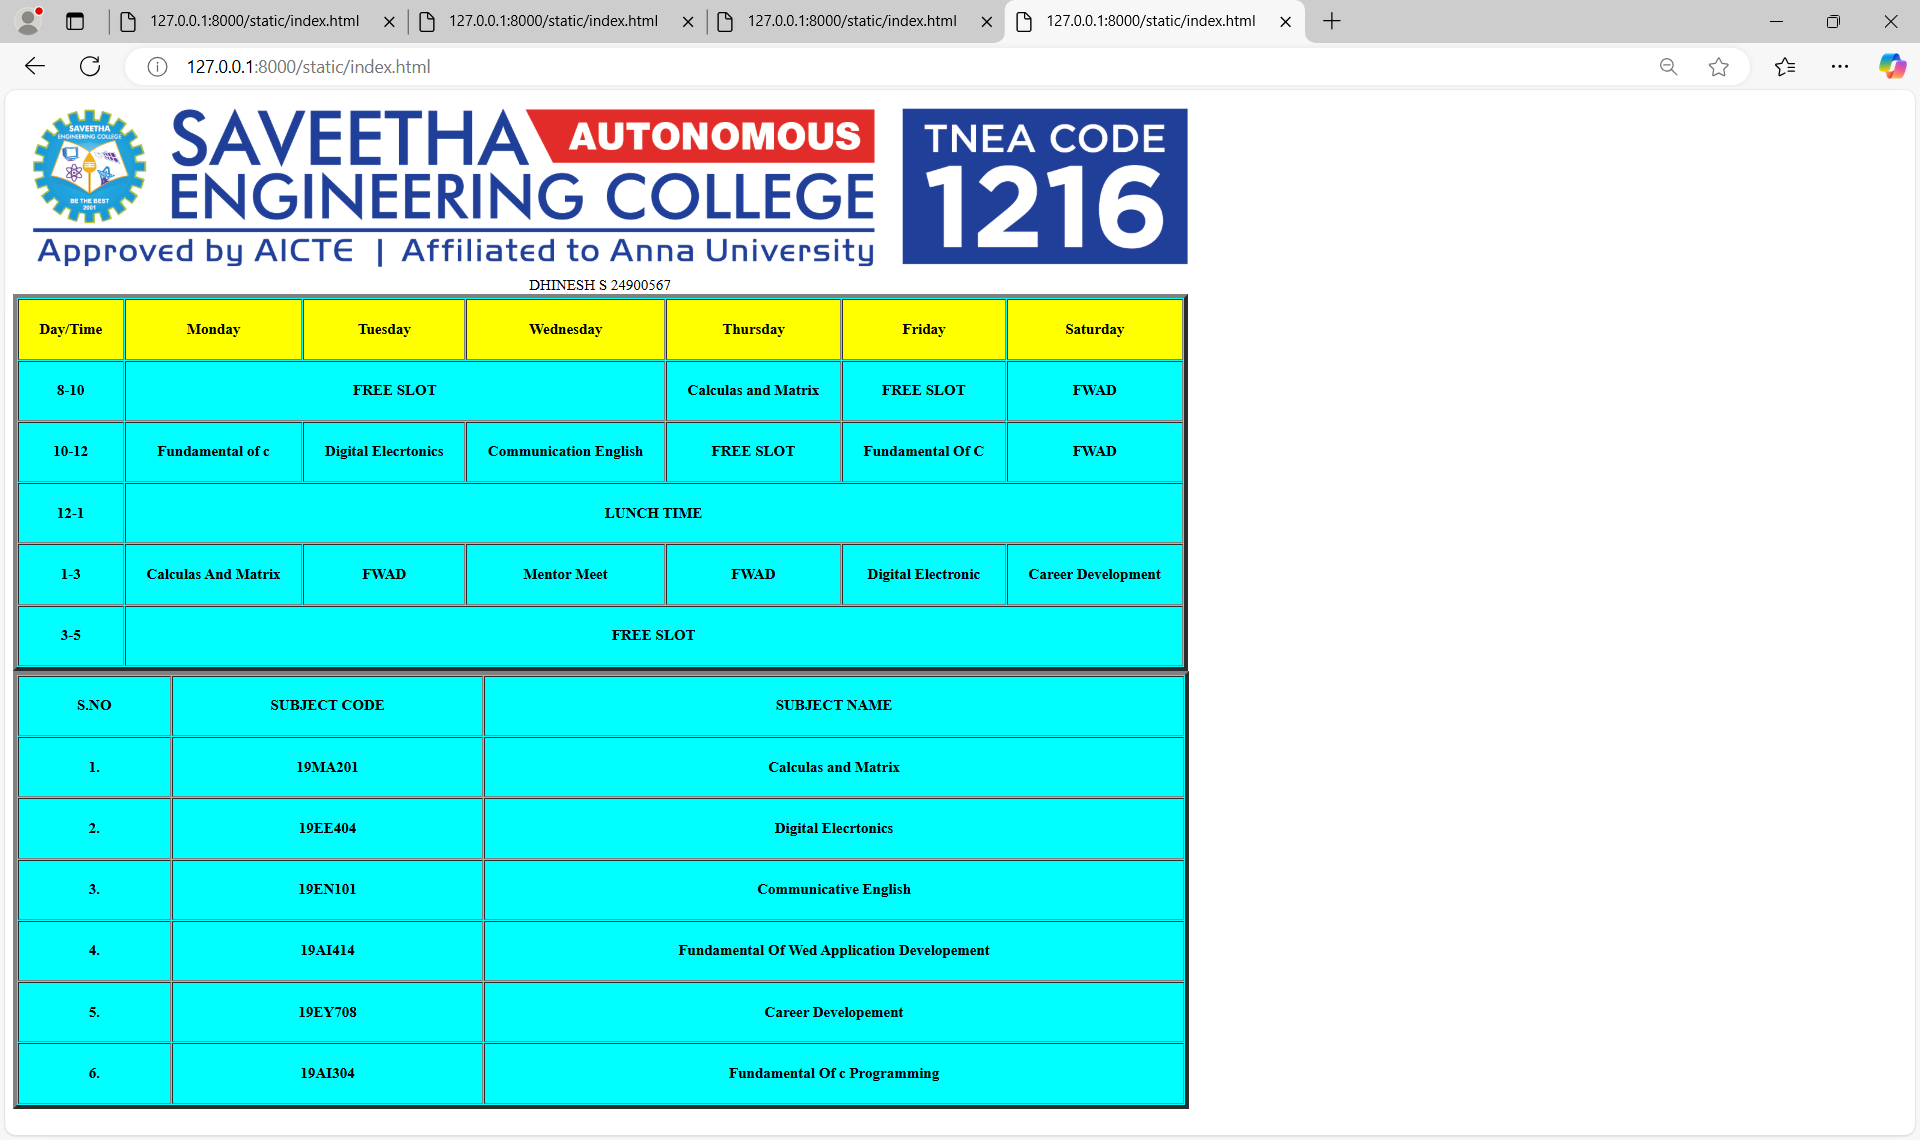 127.0.0.1:8000/static/index.html 127.0.0.1:8000/static/index.html 127.0.0.1:8000/static/index.html 127.0.0.1:8000/static/index.html
127.0.0.1:8000/static/index.html
SAVEETHA
ENGINEERING COLLEGE
BE THE BEST
2001
SAVEETHA AUTONOMOUS
ENGINEERING COLLEGE
Approved by AICTE | Affiliated to Anna University
TNEA CODE
1216
DHINESH S 24900567
Day/Time Monday Tuesday Wednesday Thursday Friday Saturday
8-10 FREE SLOT Calculas and Matrix FREE SLOT FWAD
10-12 Fundamental of c Digital Elecrtonics Communication English FREE SLOT Fundamental Of C FWAD
12-1 LUNCH TIME
1-3 Calculas And Matrix FWAD Mentor Meet FWAD Digital Electronic Career Development
3-5 FREE SLOT
S.NO SUBJECT CODE SUBJECT NAME
1. 19MA201 Calculas and Matrix
2. 19EE404 Digital Elecrtonics
3. 19EN101 Communicative English
4. 19AI414 Fundamental Of Wed Application Developement
5. 19EY708 Career Developement
6. 19AI304 Fundamental Of c Programming